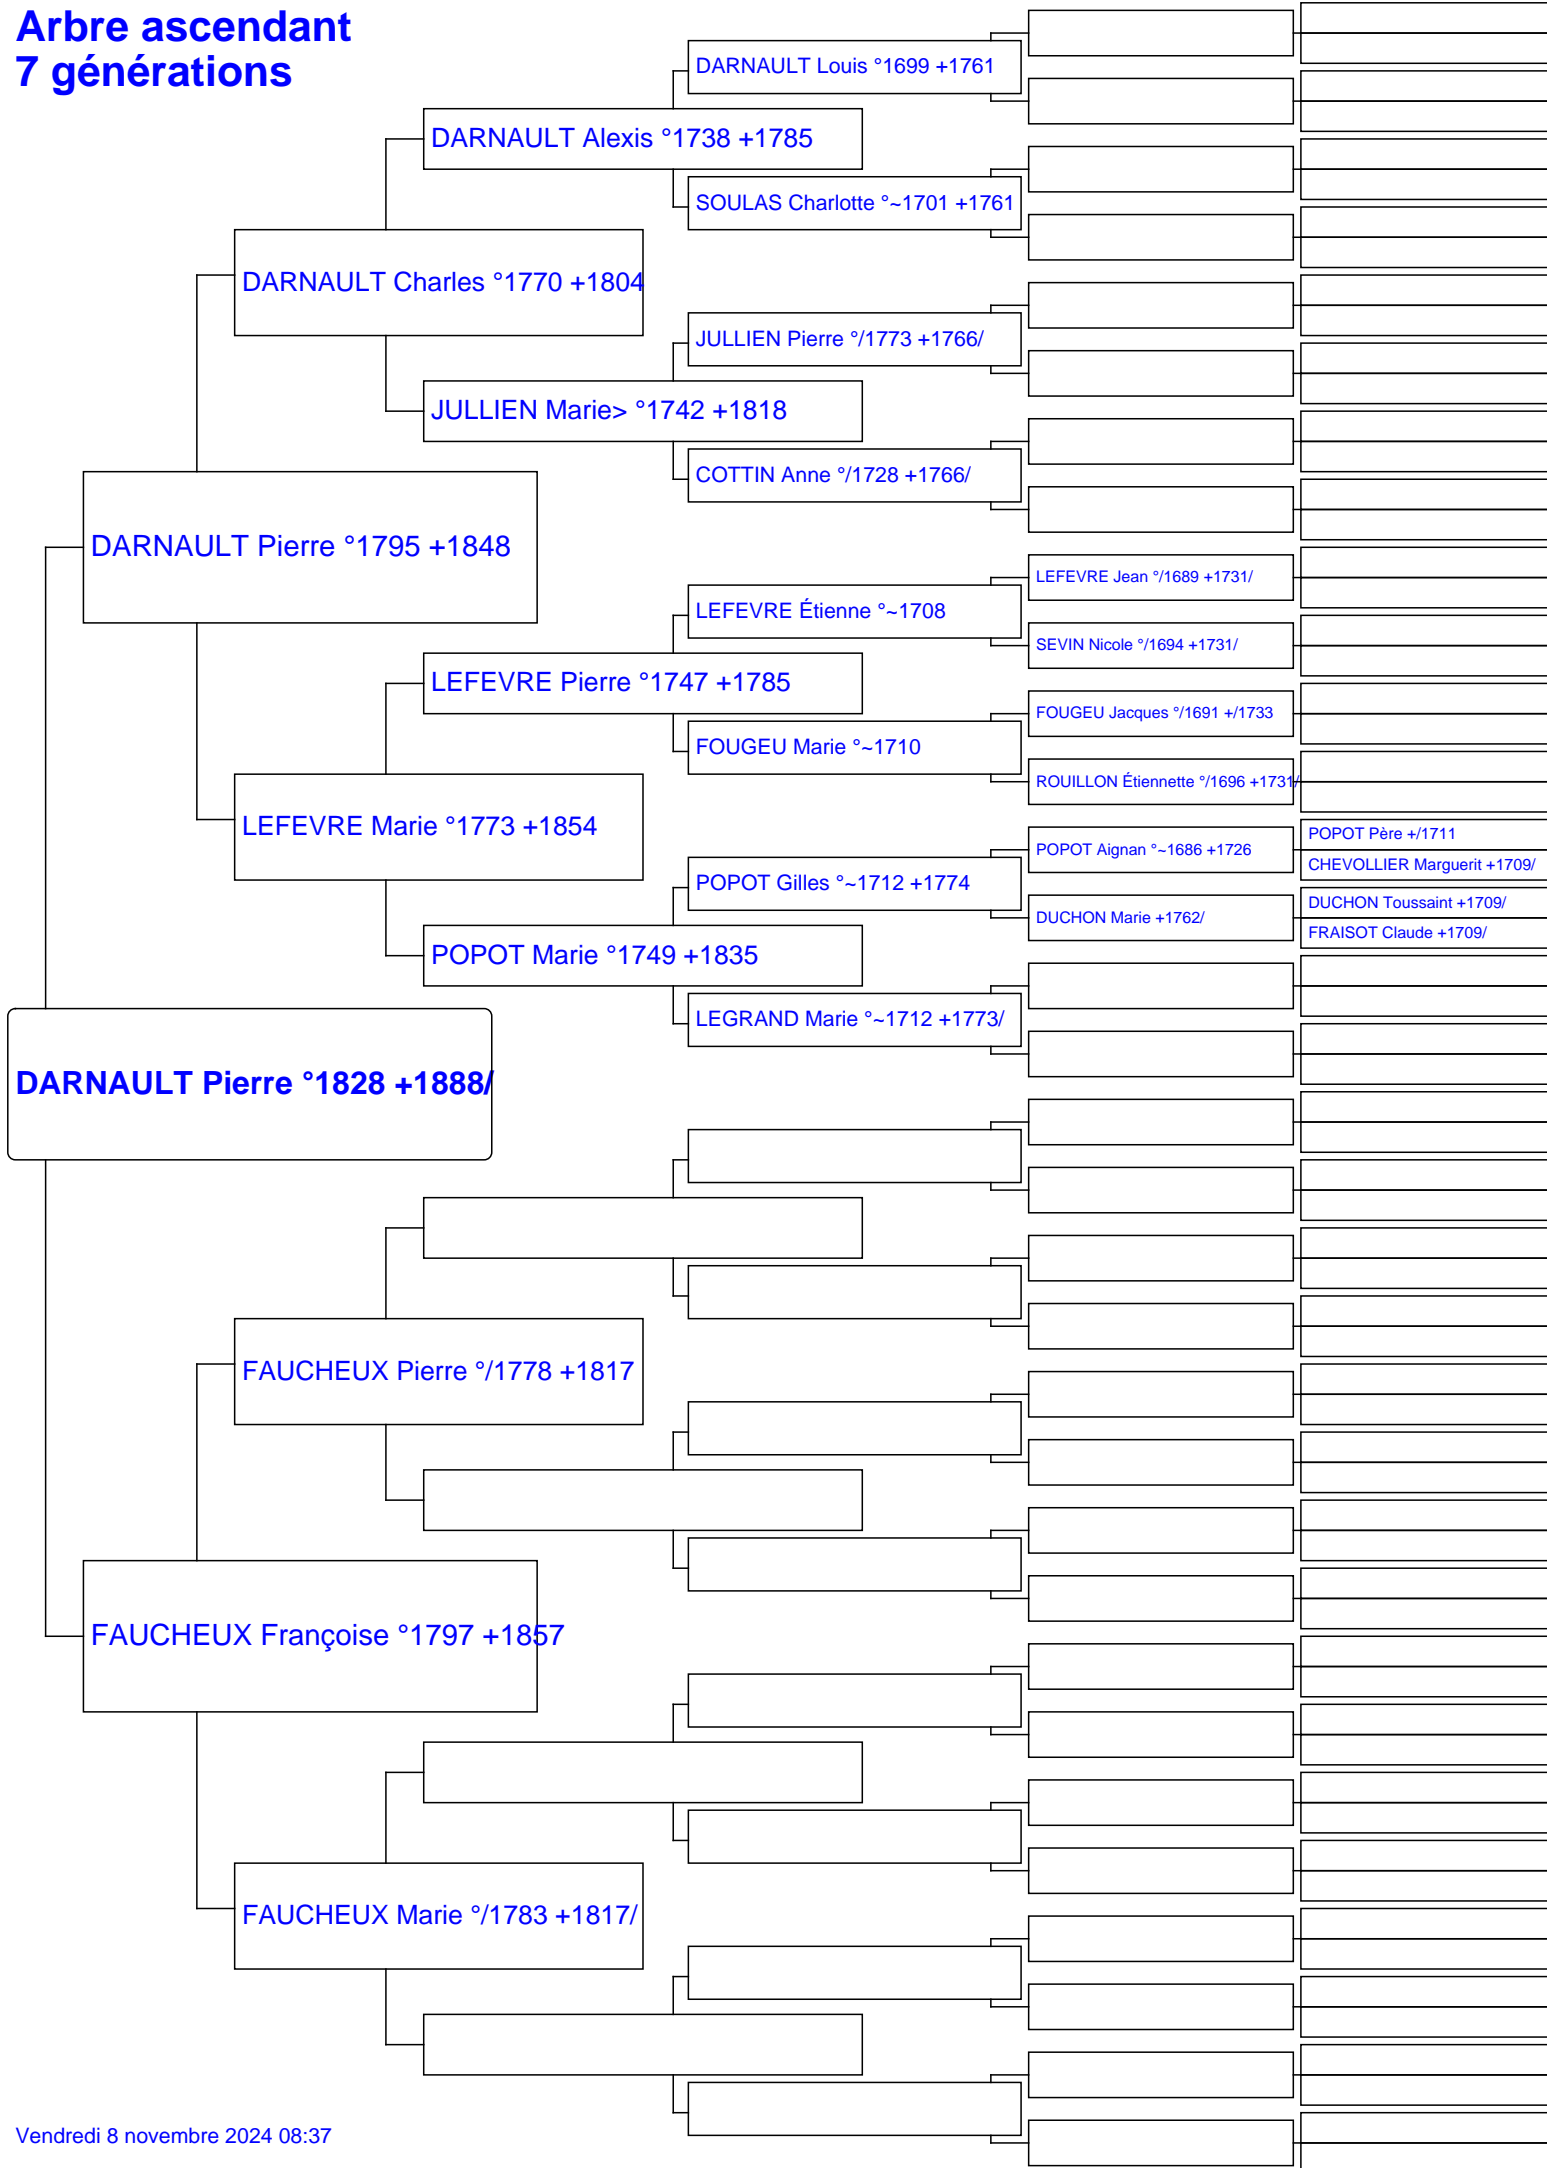 Arbre ascendant
7 générations
DARNAULT Louis °1699 +1761
DARNAULT Alexis °1738 +1785
SOULAS Charlotte °~1701 +1761
DARNAULT Charles °1770 +1804
JULLIEN Pierre °/1773 +1766/
JULLIEN Marie> °1742 +1818
COTTIN Anne °/1728 +1766/
DARNAULT Pierre °1795 +1848
LEFEVRE Jean °/1689 +1731/
LEFEVRE Étienne °~1708
SEVIN Nicole °/1694 +1731/
LEFEVRE Pierre °1747 +1785
FOUGEU Jacques °/1691 +/1733
FOUGEU Marie °~1710
ROUILLON Étiennette °/1696 +1731/
LEFEVRE Marie °1773 +1854
POPOT Père +/1711
POPOT Aignan °~1686 +1726
CHEVOLLIER Marguerit +1709/
POPOT Gilles °~1712 +1774
DUCHON Toussaint +1709/
DUCHON Marie +1762/
FRAISOT Claude +1709/
POPOT Marie °1749 +1835
LEGRAND Marie °~1712 +1773/
DARNAULT Pierre °1828 +1888/
FAUCHEUX Pierre °/1778 +1817
FAUCHEUX Françoise °1797 +1857
FAUCHEUX Marie °/1783 +1817/
Vendredi 8 novembre 2024 08:37